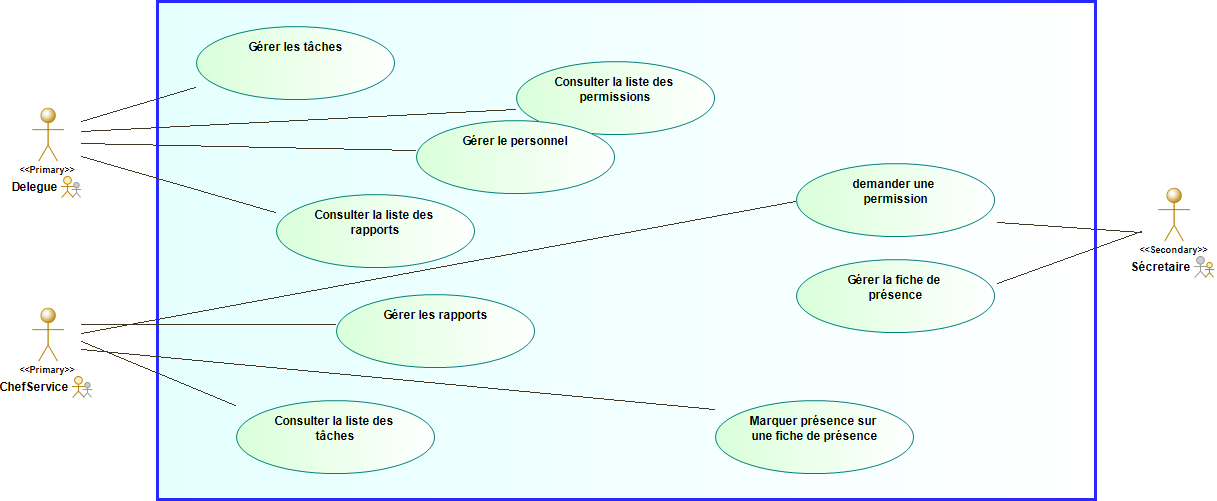 Gérer les tâches
Consulter la liste des
permissions
Gérer le personnel
<<Primary>>
Delegue
demander une
permission
Consulter la liste des
rapports
<<Secondary>>
Sécretaire
Gérer la fiche de
présence
Gérer les rapports
<<Primary>>
ChefService
Consulter la liste des
tâches
Marquer présence sur
une fiche de présence